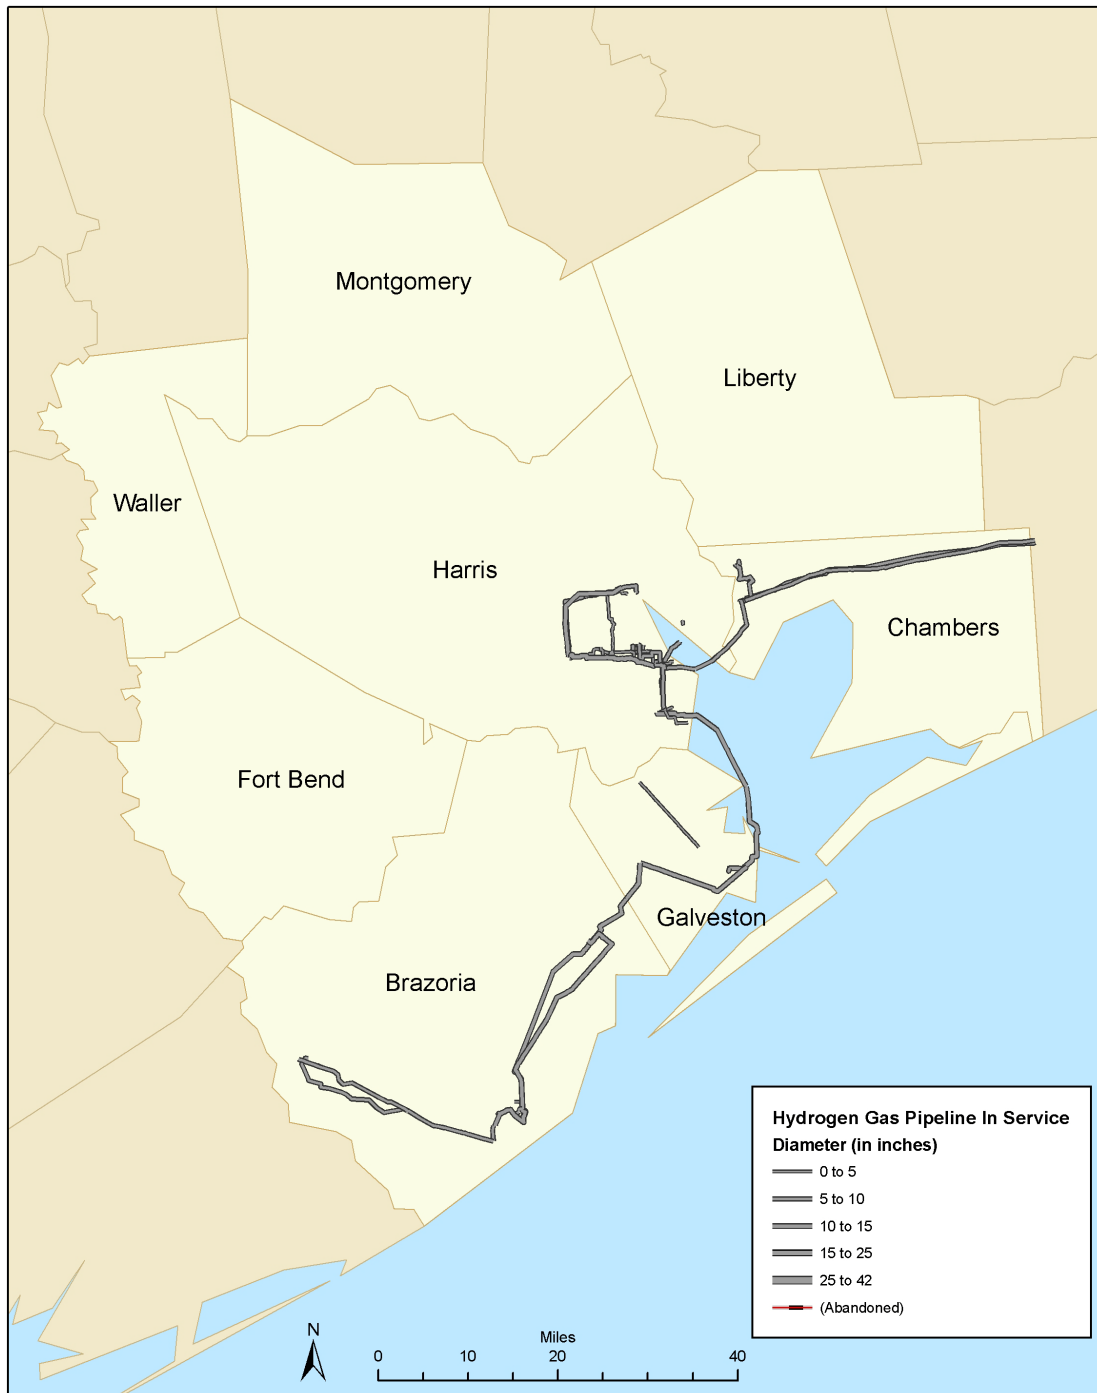 Montgomery
Liberty
Waller
Harris
Chambers
Fort Bend
Galveston
Brazoria
Hydrogen Gas Pipeline In Service
Diameter (in inches)
0 to 5
5 to 10
10 to 15
15 to 25
25 to 42
(Abandoned)
N
Miles
0 10 20 40